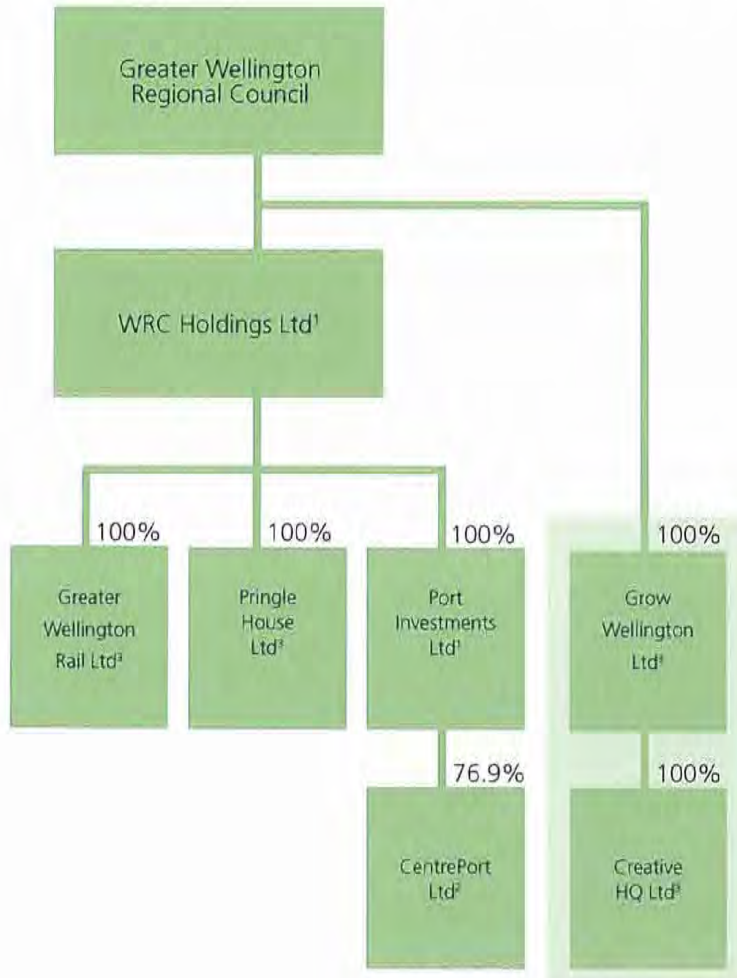 Greater Wellington
Regional Council
WRC Holdings Ltd¹
100%
100%
100%
100%
Greater
Wellington
Rail Ltd³
Pringle
House
Ltd³
Port
Investments
Ltd¹
Grow
Wellington
Ltd³
76.9%
100%
CentrePort
Ltd²
Creative
HQ Ltd³